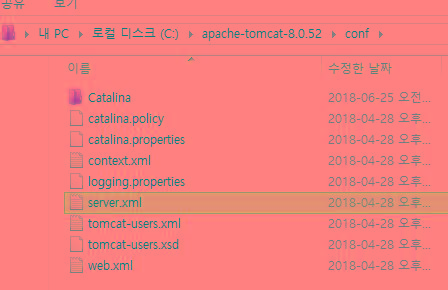 공유 보기
내 PC > 로컬 디스크 (C:) > apache-tomcat-8.0.52 > conf >
이름 수정한 날짜
Catalina 2018-06-25 오전...
catalina.policy 2018-04-28 오후...
catalina.properties 2018-04-28 오후...
context.xml 2018-04-28 오후...
logging.properties 2018-04-28 오후...
server.xml 2018-04-28 오후...
tomcat-users.xml 2018-04-28 오후...
tomcat-users.xsd 2018-04-28 오후...
web.xml 2018-04-28 오후...